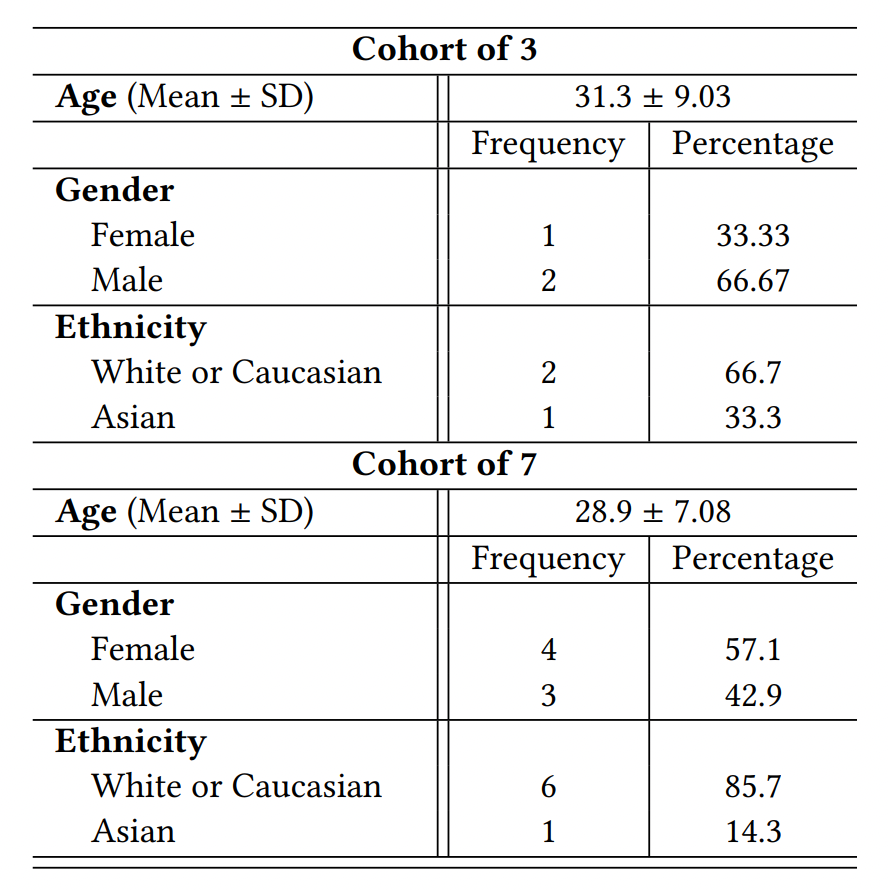 Cohort of 3
Age (Mean ± SD) 31.3 ± 9.03
Frequency Percentage
Gender
Female 1 33.33
Male 2 66.67
Ethnicity
White or Caucasian 2 66.7
Asian 1 33.3
Cohort of 7
Age (Mean ± SD) 28.9 ± 7.08
Frequency Percentage
Gender
Female 4 57.1
Male 3 42.9
Ethnicity
White or Caucasian 6 85.7
Asian 1 14.3